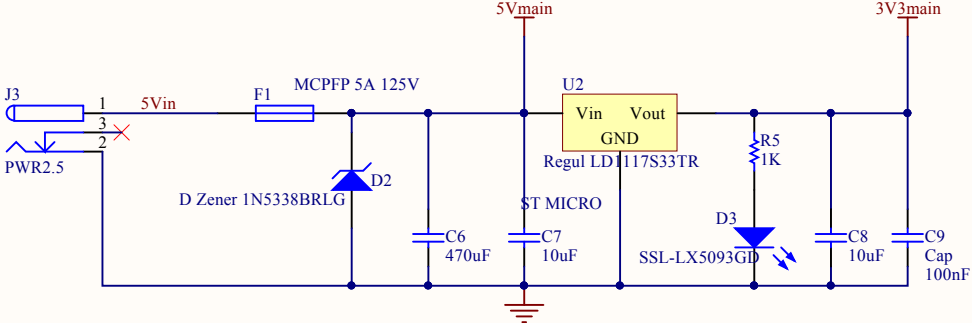 5Vmain
3V3main
J3
1
5Vin
F1
MCPFP 5A 125V
U2
3
2
PWR2.5
Vin
Vout
GND
Regul LD1117S33TR
R5
1K
D2
D Zener 1N5338BRLG
ST MICRO
D3
SSL-LX5093GD
C6
470uF
C7
10uF
C8
10uF
C9
Cap
100nF